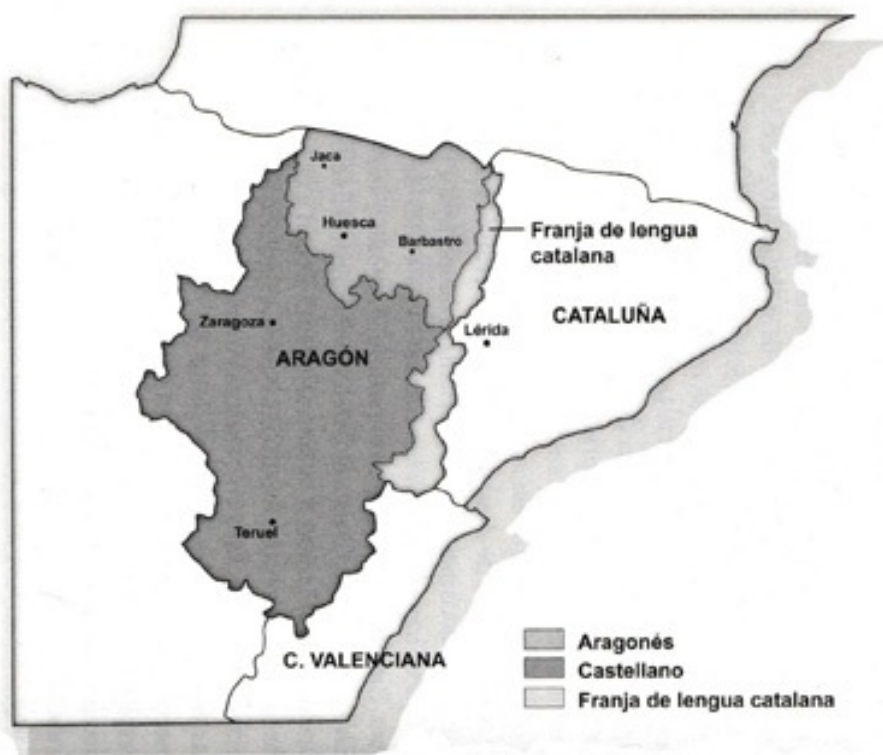 Jaca
Huesca
Barbastro
Franja de lengua
catalana
Zaragoza
Lérida
CATALUÑA
ARAGÓN
Teruel
C. VALENCIANA
Aragonés
Castellano
Franja de lengua catalana